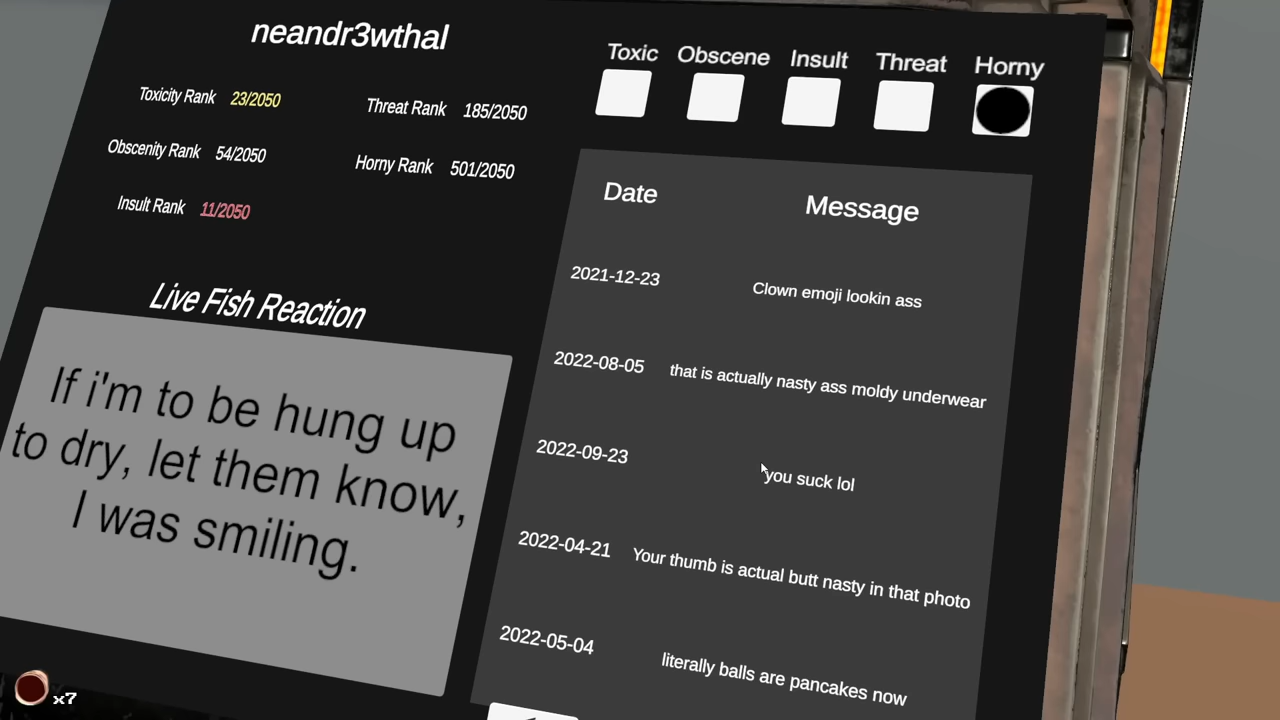 neandr3wthal
Toxicity Rank 23/2050
Threat Rank 185/2050
Obscenity Rank 54/2050
Horny Rank 501/2050
Insult Rank 11/2050
Live Fish Reaction
If i'm to be hung up
to dry, let them know,
I was smiling.
Toxic Obscene Insult Threat Horny
Date Message
2021-12-23 Clown emoji lookin ass
2022-08-05 that is actually nasty ass moldy underwear
2022-09-23 you suck lol
2022-04-21 Your thumb is actual butt nasty in that photo
2022-05-04 literally balls are pancakes now
x7